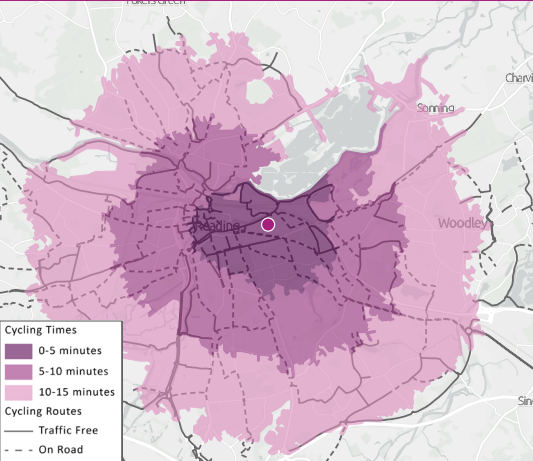 Charvi
Sonning
Woodley
Reading
Sin
Cycling Times
0-5 minutes
5-10 minutes
10-15 minutes
Cycling Routes
Traffic Free
On Road